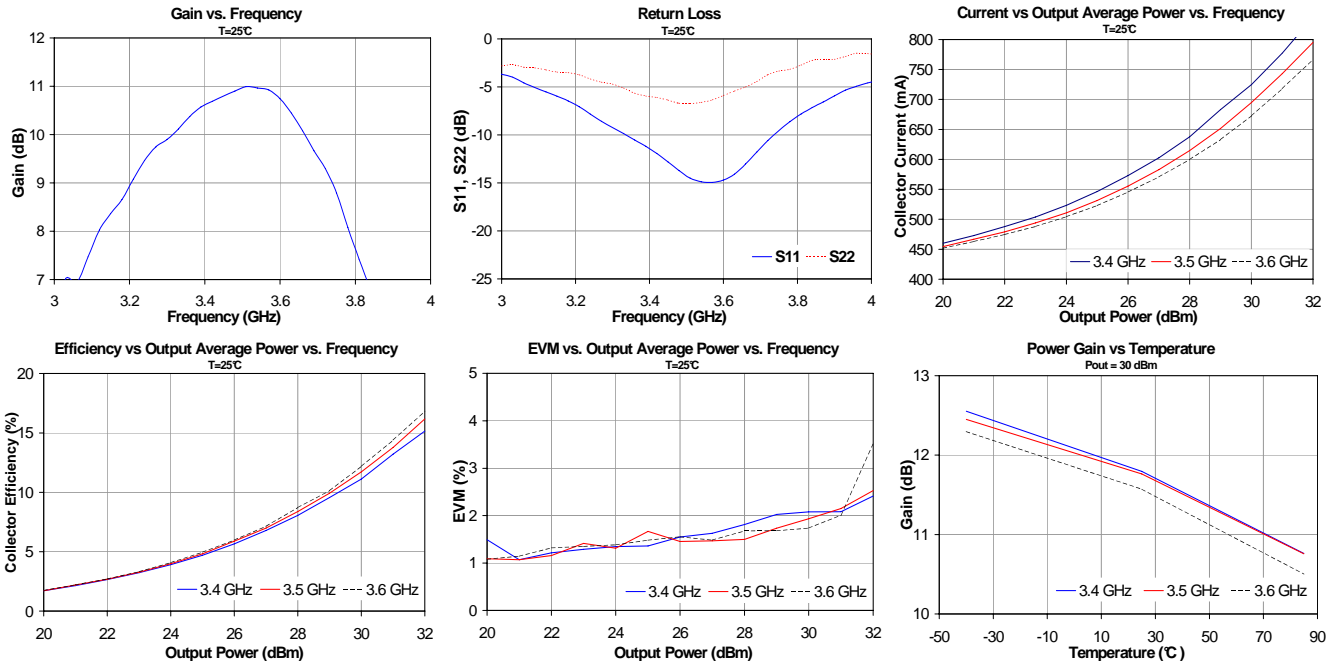 Gain vs. Frequency
T=25℃
12
11
10
9
8
7
Gain (dB)
3
3.2
3.4
3.6
3.8
4
Frequency (GHz)
Return Loss
T=25℃
0
-5
-10
-15
-20
-25
S11, S22 (dB)
S11
S22
3
3.2
3.4
3.6
3.8
4
Frequency (GHz)
Current vs Output Average Power vs. Frequency
T=25℃
800
750
700
650
600
550
500
450
400
Collector Current (mA)
3.4 GHz
3.5 GHz
3.6 GHz
20
22
24
26
28
30
32
Output Power (dBm)
Efficiency vs Output Average Power vs. Frequency
T=25℃
20
15
10
5
0
Collector Efficiency (%)
3.4 GHz
3.5 GHz
3.6 GHz
20
22
24
26
28
30
32
Output Power (dBm)
EVM vs. Output Average Power vs. Frequency
T=25℃
5
4
3
2
1
0
EVM (%)
3.4 GHz
3.5 GHz
3.6 GHz
20
22
24
26
28
30
32
Output Power (dBm)
Power Gain vs Temperature
Pout = 30 dBm
13
12
11
10
Gain (dB)
3.4 GHz
3.5 GHz
3.6 GHz
-50
-30
-10
10
30
50
70
90
Temperature (℃)